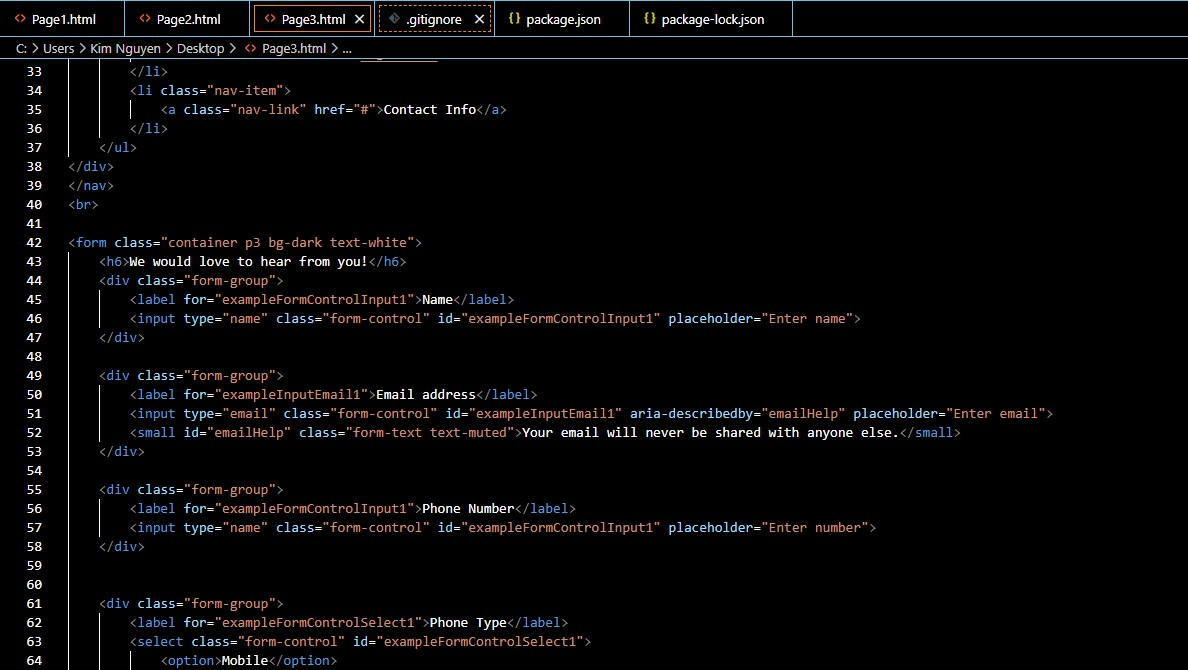 Page1.html Page2.html Page3.html .gitignore {} package.json {} package-lock.json
C: > Users > Kim Nguyen > Desktop > <> Page3.html > ...
33 </li>
34 <li class="nav-item">
35 <a class="nav-link" href="#">Contact Info</a>
36 </li>
37 </ul>
38 </div>
39 </nav>
40 <br>
41
42 <form class="container p3 bg-dark text-white">
43 <h6>We would love to hear from you!</h6>
44 <div class="form-group">
45 <label for="exampleFormControlInput1">Name</label>
46 <input type="name" class="form-control" id="exampleFormControlInput1" placeholder="Enter name">
47 </div>
48
49 <div class="form-group">
50 <label for="exampleInputEmail1">Email address</label>
51 <input type="email" class="form-control" id="exampleInputEmail1" aria-describedby="emailHelp" placeholder="Enter email">
52 <small id="emailHelp" class="form-text text-muted">Your email will never be shared with anyone else.</small>
53 </div>
54
55 <div class="form-group">
56 <label for="exampleFormControlInput1">Phone Number</label>
57 <input type="name" class="form-control" id="exampleFormControlInput1" placeholder="Enter number">
58 </div>
59
60
61 <div class="form-group">
62 <label for="exampleFormControlSelect1">Phone Type</label>
63 <select class="form-control" id="exampleFormControlSelect1">
64 <option>Mobile</option>